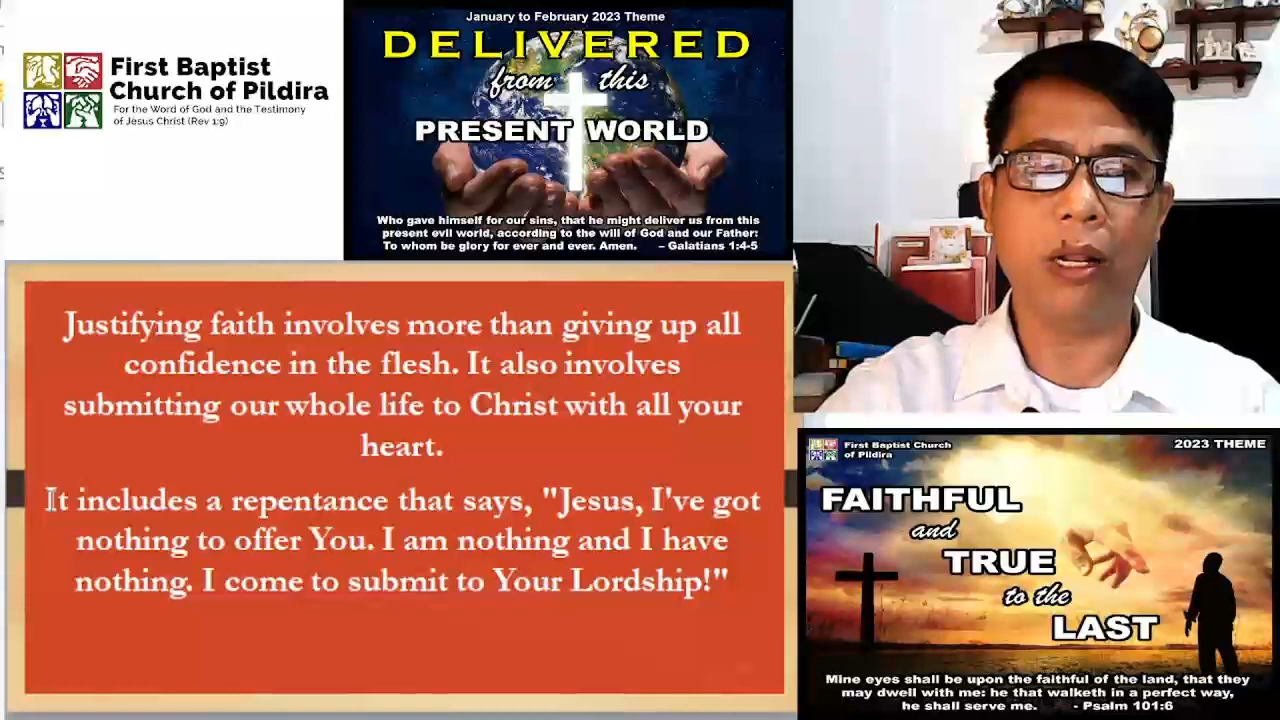 First Baptist
Church of Pildira
For the Word of God and the Testimony
of Jesus Christ (Rev 1:9)
January to February 2023 Theme
DELIVERED
from this
PRESENT WORLD
Who gave himself for our sins, that he might deliver us from this
present evil world, according to the will of God and our Father:
To whom be glory for ever and ever. Amen. – Galatians 1:4-5
Justifying faith involves more than giving up all
confidence in the flesh. It also involves
submitting our whole life to Christ with all your
heart.
It includes a repentance that says, "Jesus, I've got
nothing to offer You. I am nothing and I have
nothing. I come to submit to Your Lordship!"
First Baptist Church
of Pildira
2023 THEME
FAITHFUL
and
TRUE
to the
LAST
Mine eyes shall be upon the faithful of the land, that they
may dwell with me: he that walketh in a perfect way,
he shall serve me. - Psalm 101:6